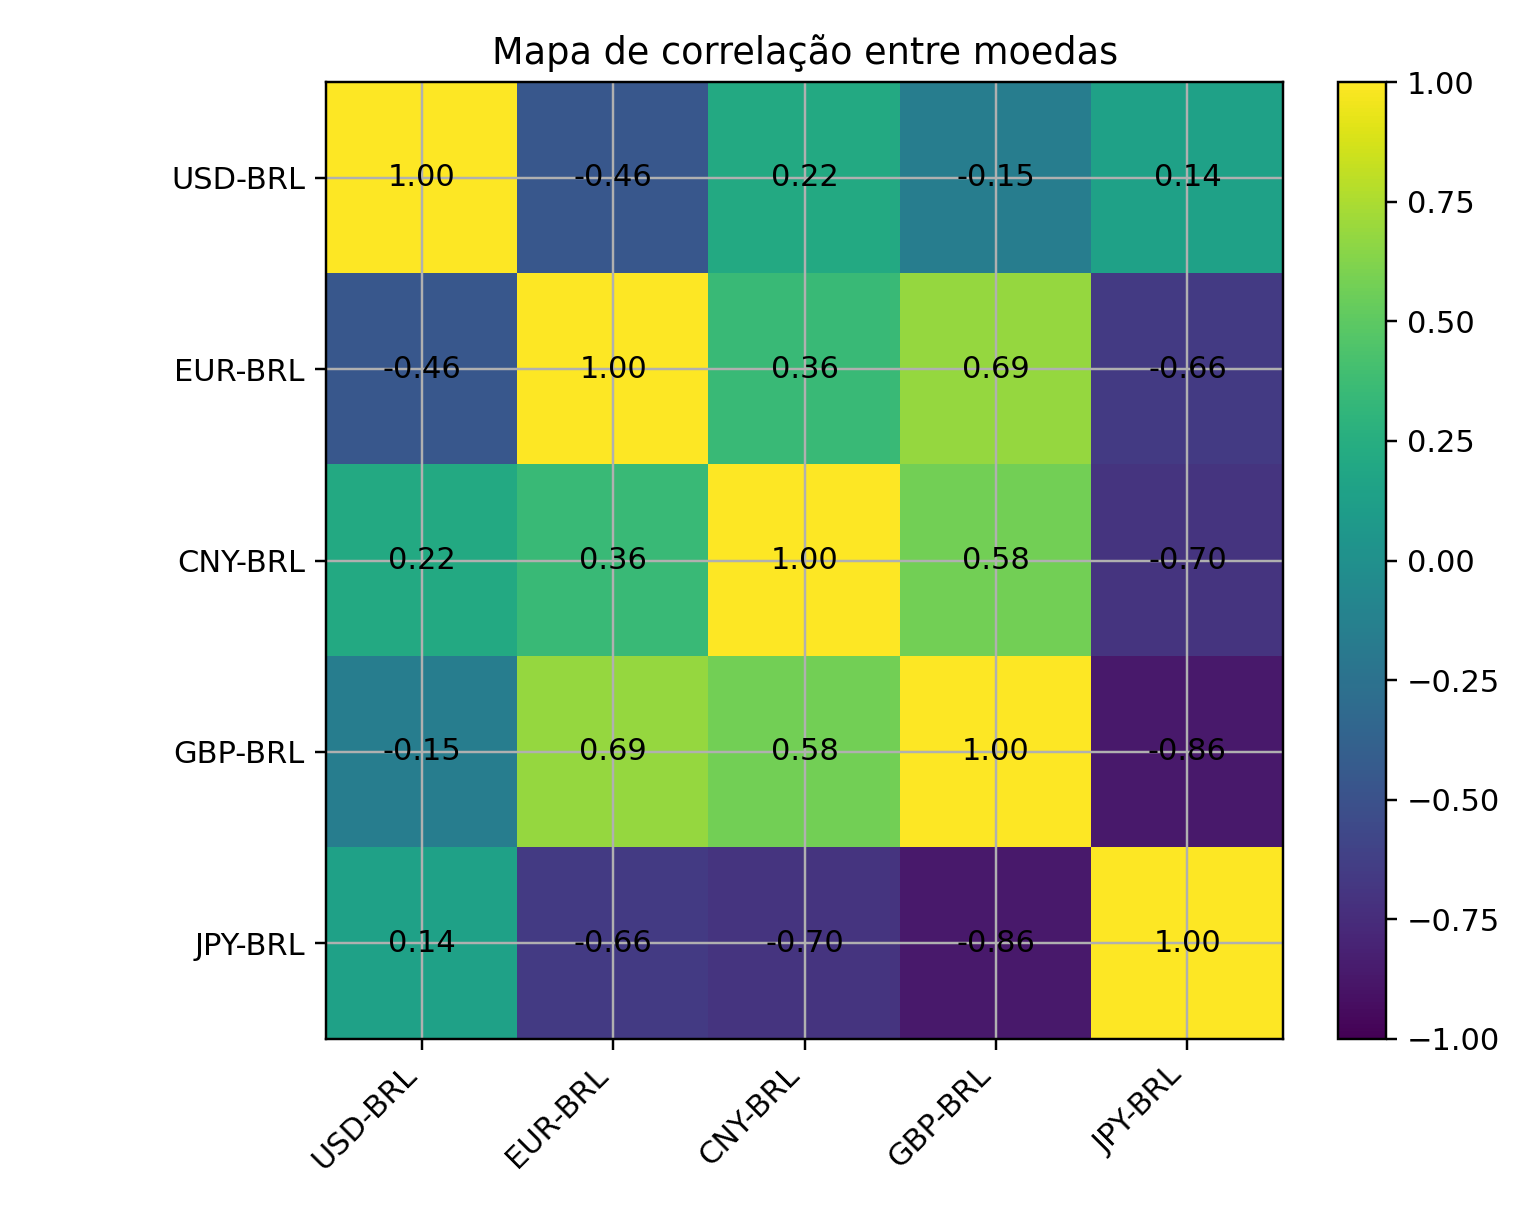 Mapa de correlação entre moedas
USD-BRL 1.00 -0.46 0.22 -0.15 0.14
EUR-BRL -0.46 1.00 0.36 0.69 -0.66
CNY-BRL 0.22 0.36 1.00 0.58 -0.70
GBP-BRL -0.15 0.69 0.58 1.00 -0.86
JPY-BRL 0.14 -0.66 -0.70 -0.86 1.00
USD-BRL EUR-BRL CNY-BRL GBP-BRL JPY-BRL
1.00
0.75
0.50
0.25
0.00
−0.25
−0.50
−0.75
−1.00